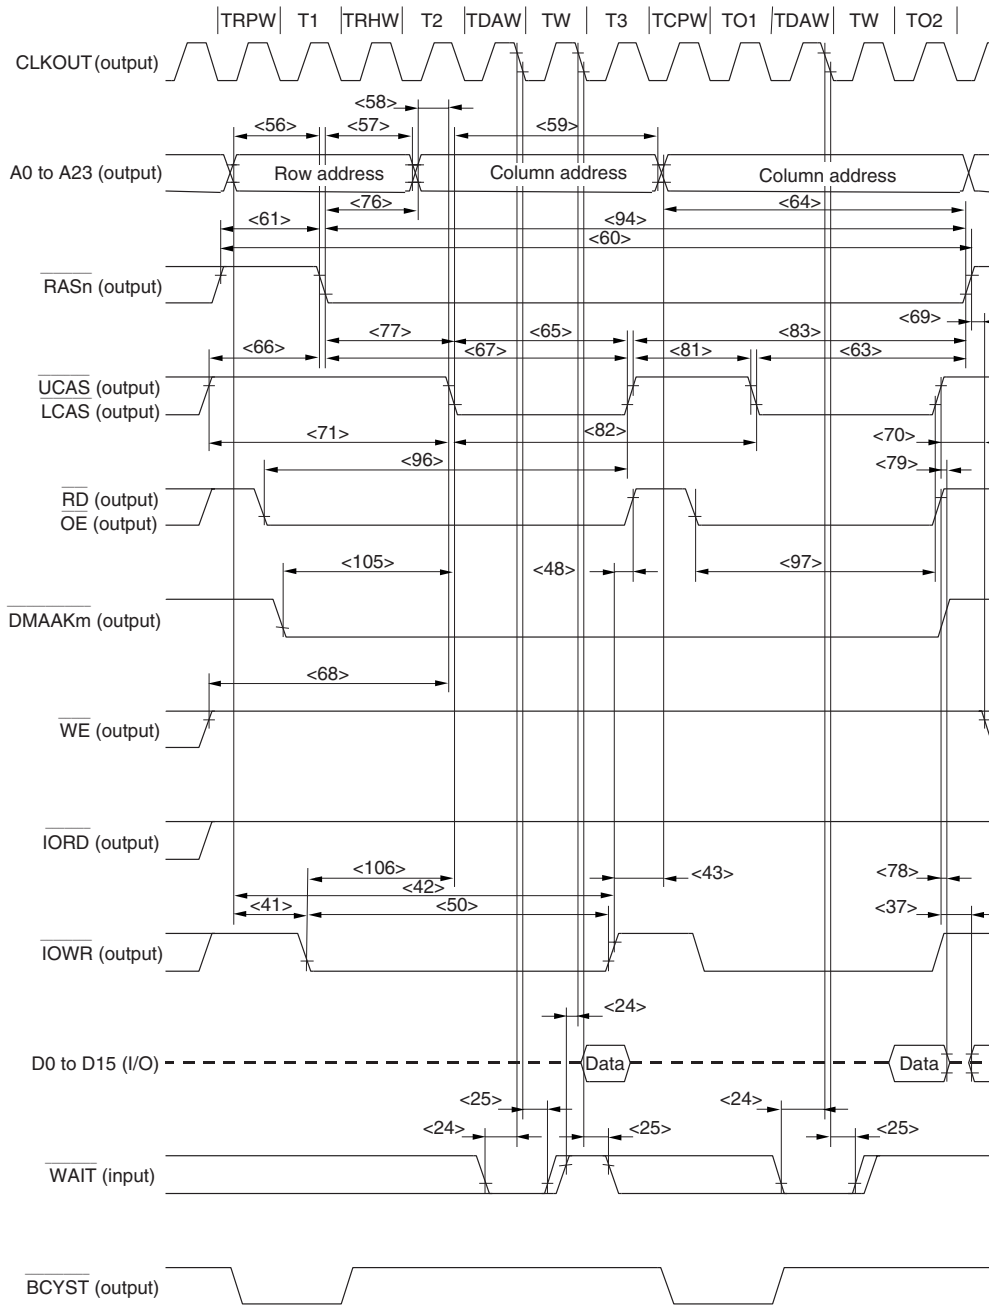 TRPW T1 TRHW T2 TDAW TW T3 TCPW TO1 TDAW TW TO2
CLKOUT (output)
<58>
<56> <57> <59>
A0 to A23 (output) Row address Column address Column address
<76> <64>
<61> <94>
<60>
RASn (output)
<69>
<77> <65> <83>
<66> <67> <81> <63>
UCAS (output)
LCAS (output)
<71> <82> <70>
<96> <79>
RD (output)
OE (output)
<105> <48> <97>
DMAAKm (output)
<68>
WE (output)
IORD (output)
<106> <43> <78>
<42>
<41> <50> <37>
IOWR (output)
<24>
D0 to D15 (I/O) Data Data
<25> <24>
<24> <25> <25>
WAIT (input)
BCYST (output)